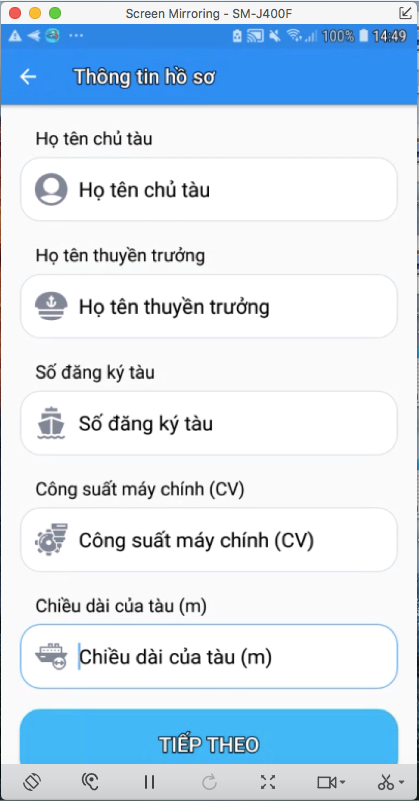 Screen Mirroring - SM-J400F
100% 14:49
Thông tin hồ sơ
Họ tên chủ tàu
Họ tên chủ tàu
Họ tên thuyền trưởng
Họ tên thuyền trưởng
Số đăng ký tàu
Số đăng ký tàu
Công suất máy chính (CV)
Công suất máy chính (CV)
Chiều dài của tàu (m)
Chiều dài của tàu (m)
TIẾP THEO